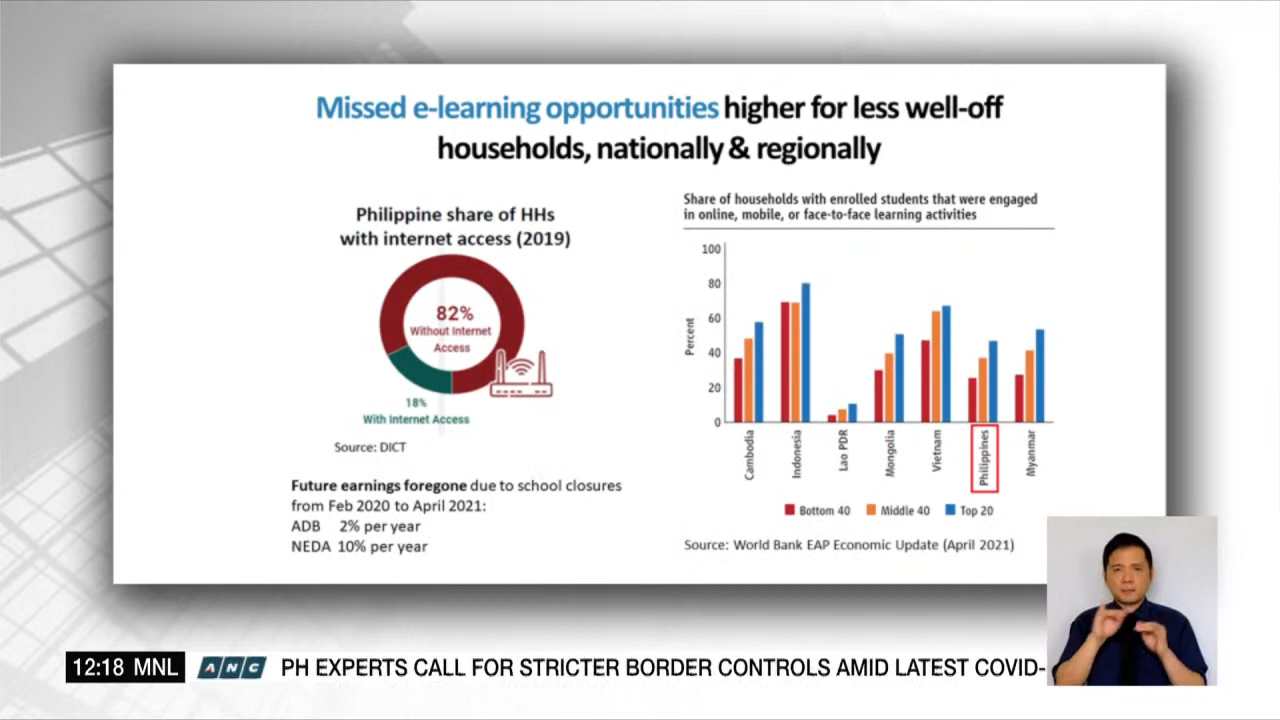 Missed e-learning opportunities higher for less well-off
households, nationally & regionally
Philippine share of HHs
with internet access (2019)
82%
Without Internet
Access
18%
With Internet Access
Source: DICT
Future earnings foregone due to school closures
from Feb 2020 to April 2021:
ADB 2% per year
NEDA 10% per year
Share of households with enrolled students that were engaged
in online, mobile, or face-to-face learning activities
Percent
100
80
60
40
20
0
Cambodia
Indonesia
Lao PDR
Mongolia
Vietnam
Philippines
Myanmar
Bottom 40
Middle 40
Top 20
Source: World Bank EAP Economic Update (April 2021)
12:18 MNL
ANC
PH EXPERTS CALL FOR STRICTER BORDER CONTROLS AMID LATEST COVID-